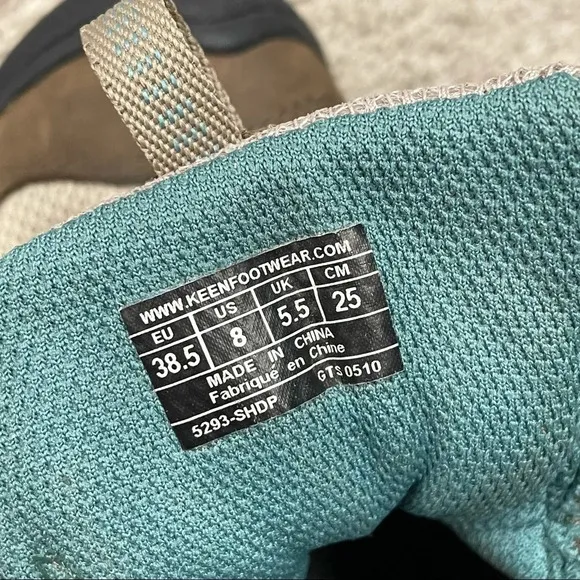 WWW.KEENFOOTWEAR.COM
EU US UK CM
38.5 8 5.5 25
MADE IN CHINA
Fabriqué en Chine
5293-SHDP GTS 0510